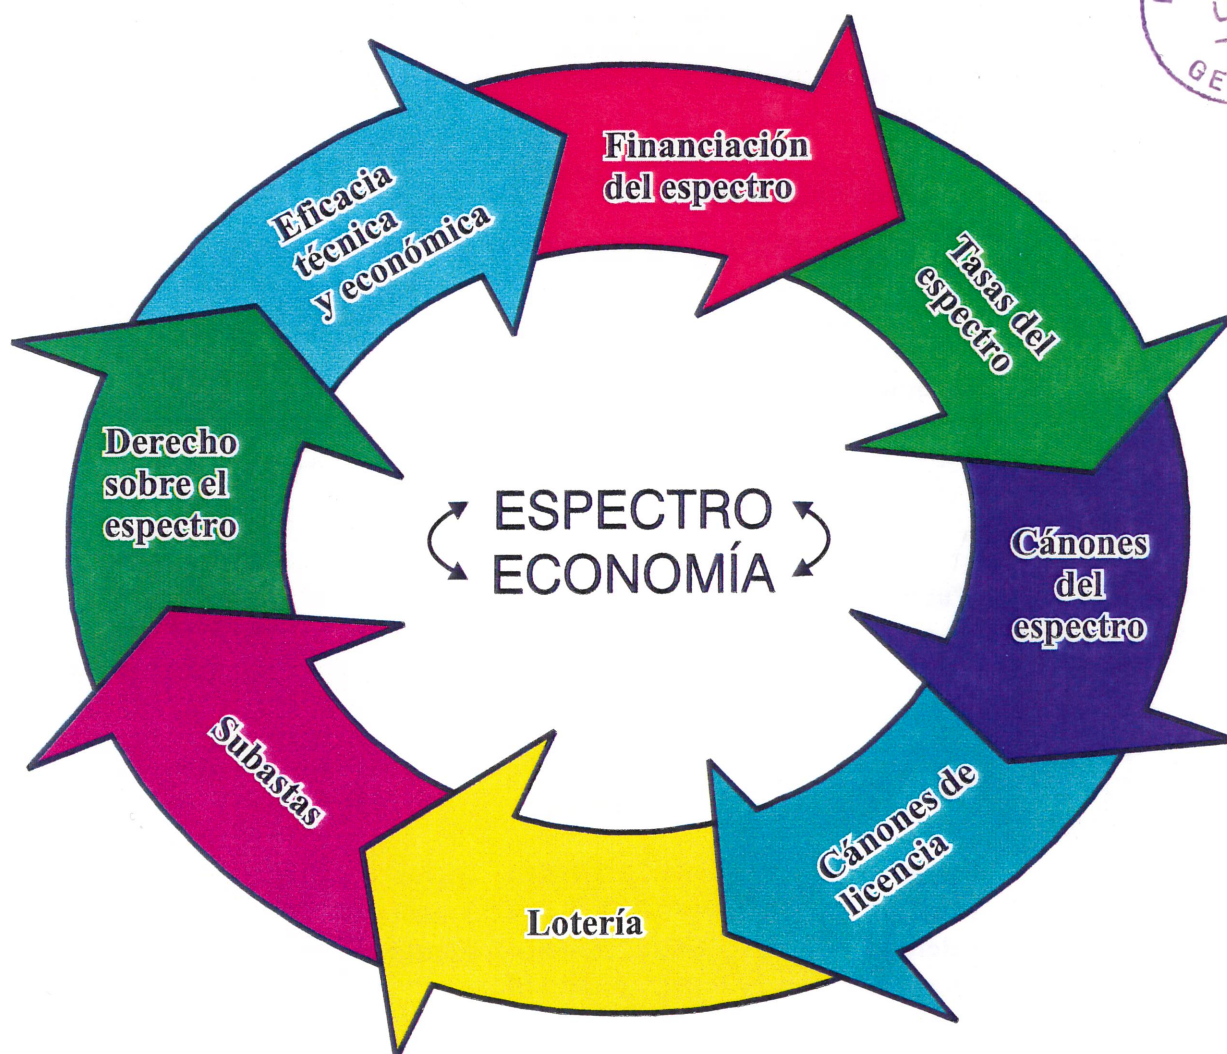 Financiación
del espectro
Tasas del
espectro
Cánones
del
espectro
Cánones de
licencia
Lotería
Subastas
Derecho
sobre el
espectro
Eficacia
técnica
y económica
ESPECTRO
ECONOMÍA